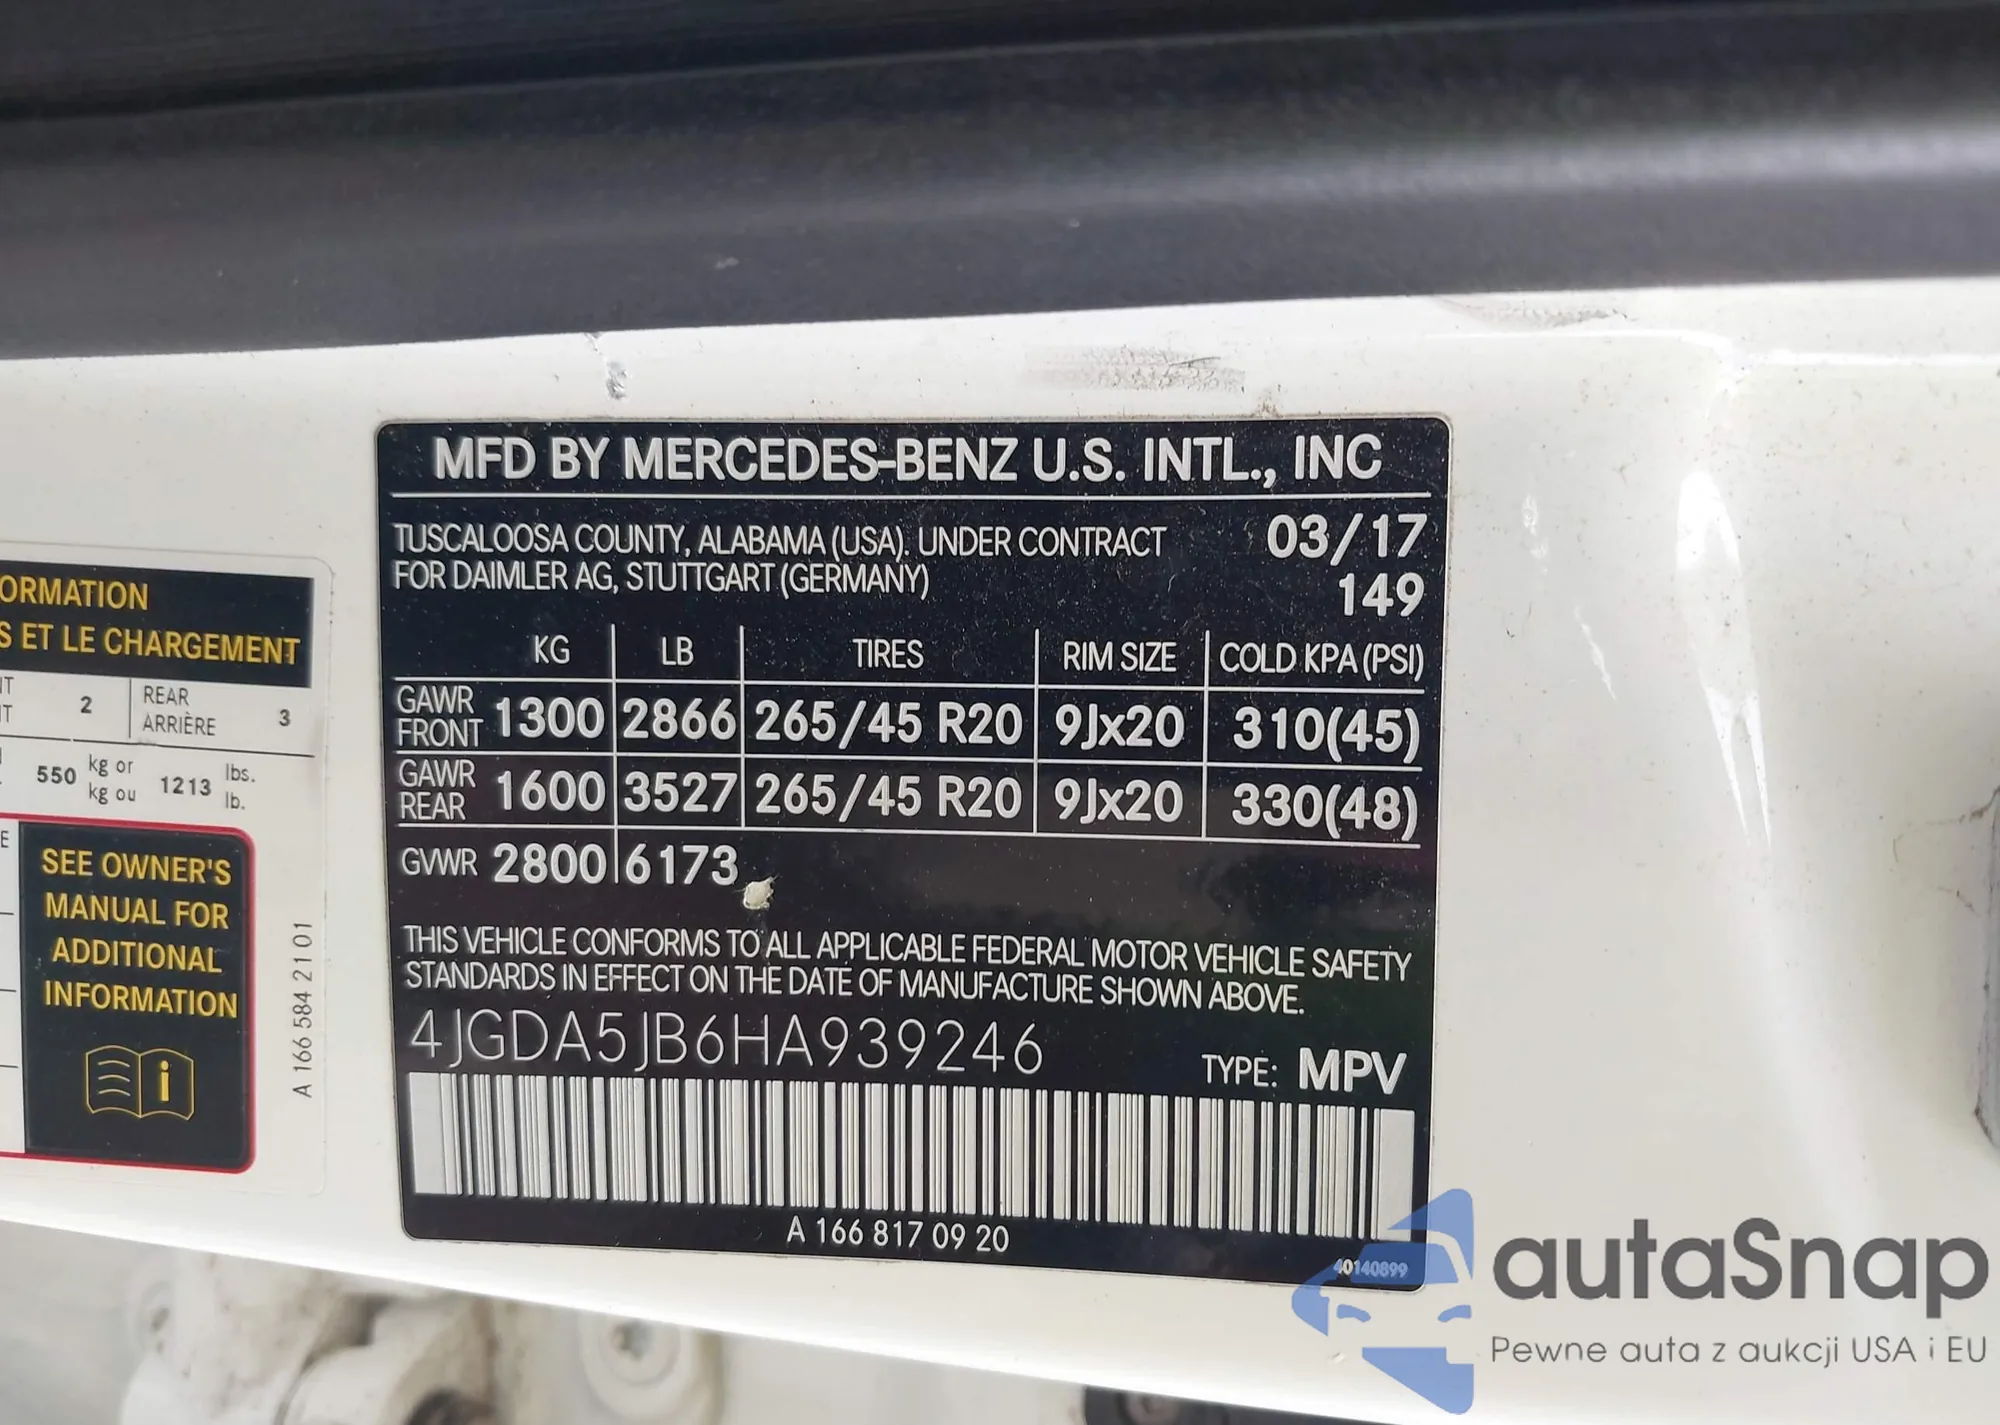 MFD BY MERCEDES-BENZ U.S. INTL., INC
TUSCALOOSA COUNTY, ALABAMA (USA). UNDER CONTRACT
FOR DAIMLER AG, STUTTGART (GERMANY)
03/17
149
KG LB TIRES RIM SIZE COLD KPA (PSI)
GAWR FRONT 1300 2866 265/45 R20 9Jx20 310(45)
GAWR REAR 1600 3527 265/45 R20 9Jx20 330(48)
GVWR 2800 6173
THIS VEHICLE CONFORMS TO ALL APPLICABLE FEDERAL MOTOR VEHICLE SAFETY
STANDARDS IN EFFECT ON THE DATE OF MANUFACTURE SHOWN ABOVE.
4JGDA5JB6HA939246
TYPE: MPV
A 166 817 09 20
40140899
ORMATION
S ET LE CHARGEMENT
2
REAR
ARRIÈRE
3
550 kg or 1213 lbs.
kg ou lb.
SEE OWNER'S
MANUAL FOR
ADDITIONAL
INFORMATION
A 166 584 21 01
autaSnap
Pewne auta z aukcji USA i EU